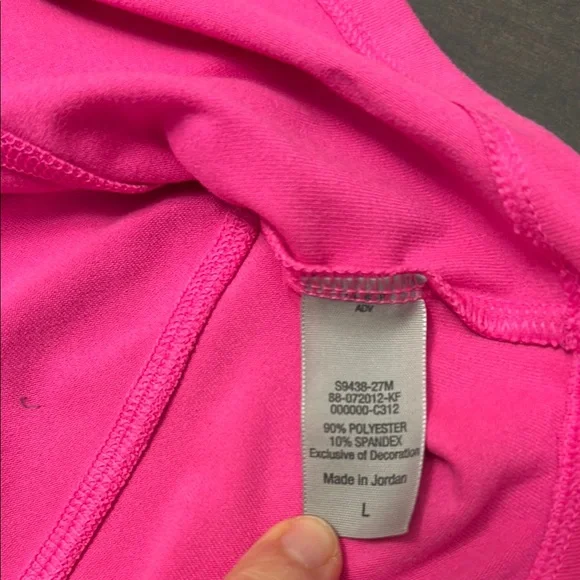 ADV
S9438-27M
88-072012-KF
000000-C312
90% POLYESTER
10% SPANDEX
Exclusive of Decoration
Made in Jordan
L